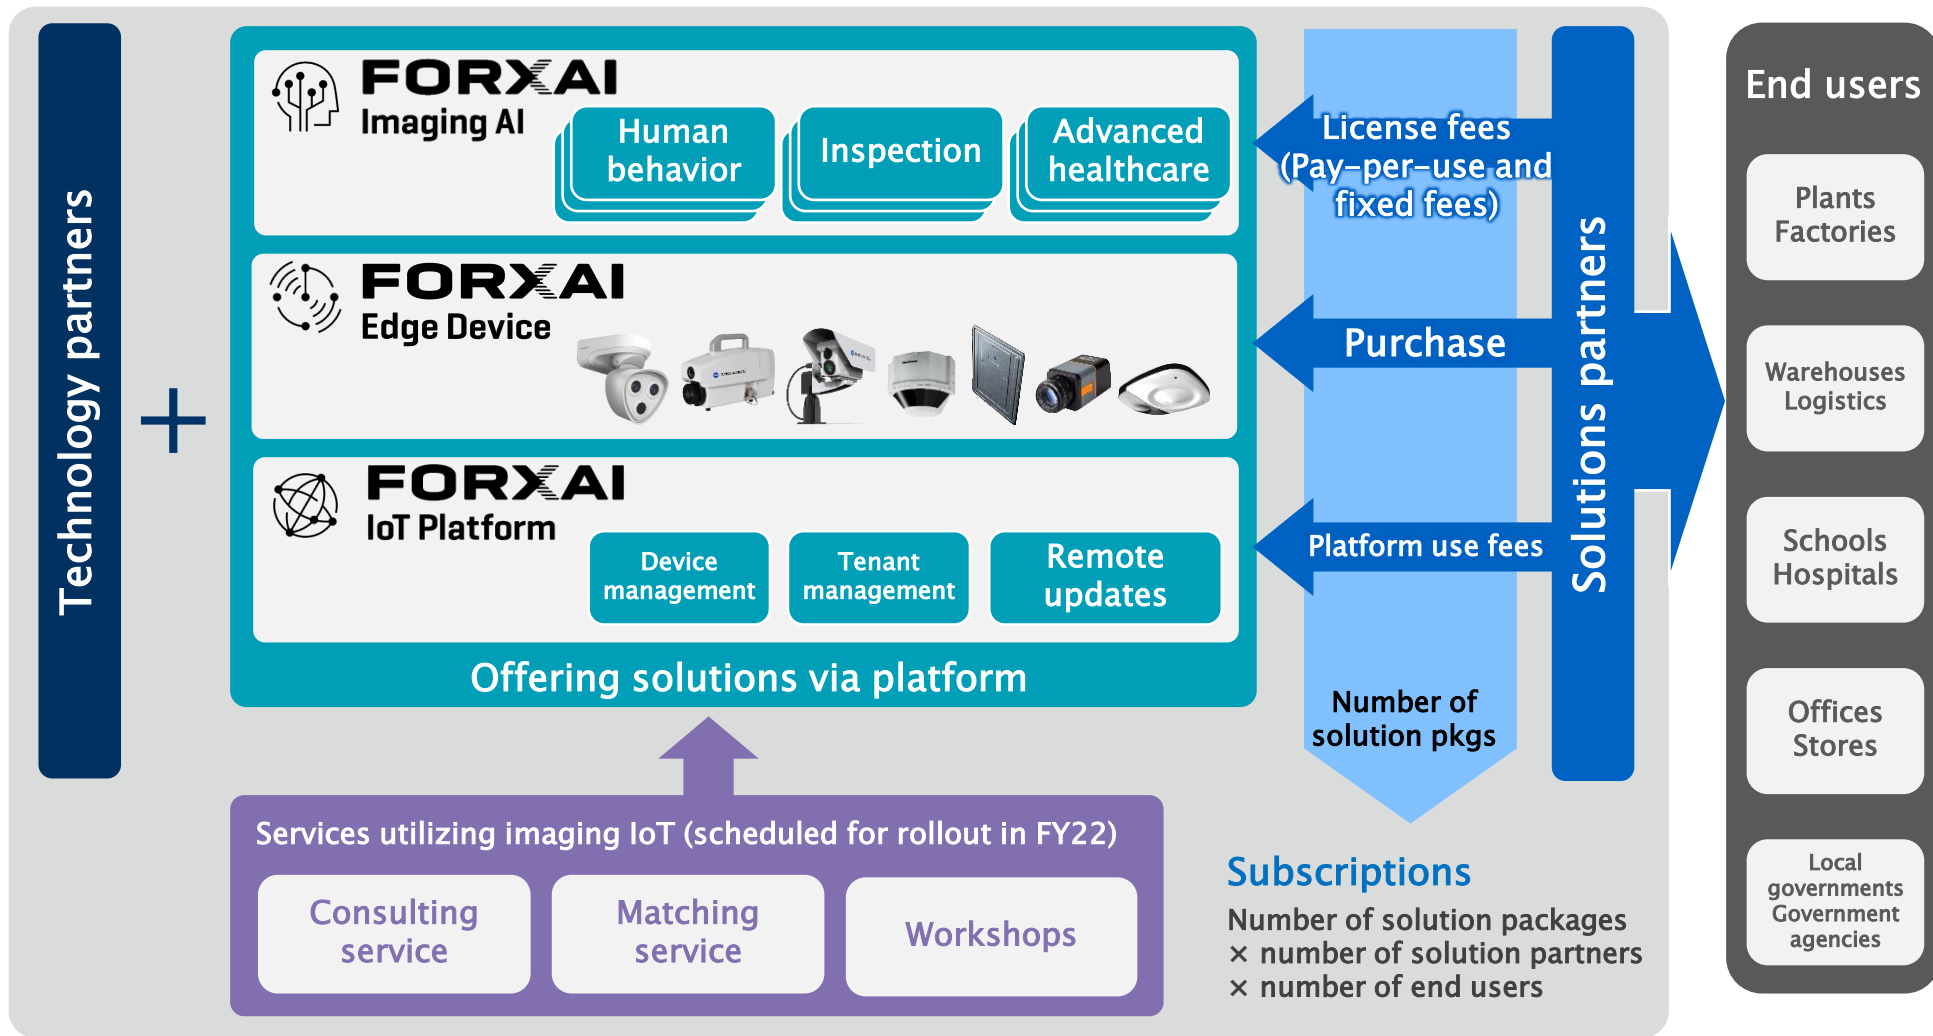 Technology partners
+
FORXAI
Imaging AI
Human
behavior
Inspection
Advanced
healthcare
FORXAI
Edge Device
FORXAI
IoT Platform
Device
management
Tenant
management
Remote
updates
Offering solutions via platform
License fees
(Pay-per-use and
fixed fees)
Purchase
Platform use fees
Number of
solution pkgs
Solutions partners
Services utilizing imaging IoT (scheduled for rollout in FY22)
Consulting
service
Matching
service
Workshops
Subscriptions
Number of solution packages
× number of solution partners
× number of end users
End users
Plants
Factories
Warehouses
Logistics
Schools
Hospitals
Offices
Stores
Local
governments
Government
agencies